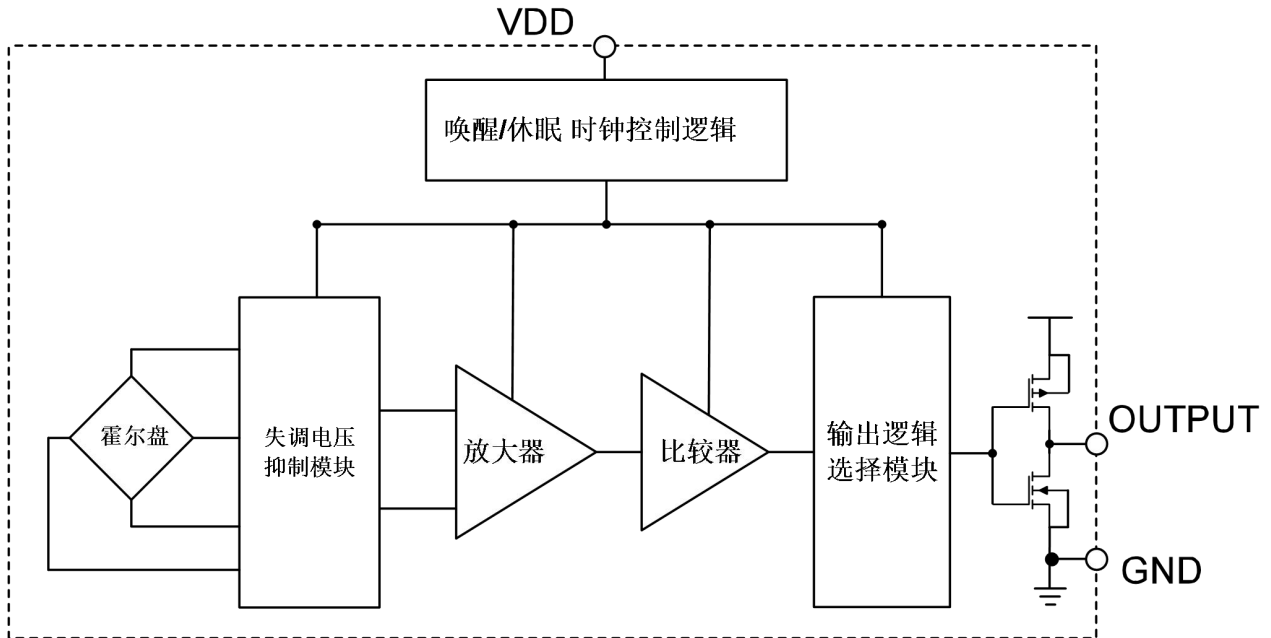 VDD
唤醒/休眠 时钟控制逻辑
霍尔盘
失调电压
抑制模块
放大器
比较器
输出逻辑
选择模块
OUTPUT
GND